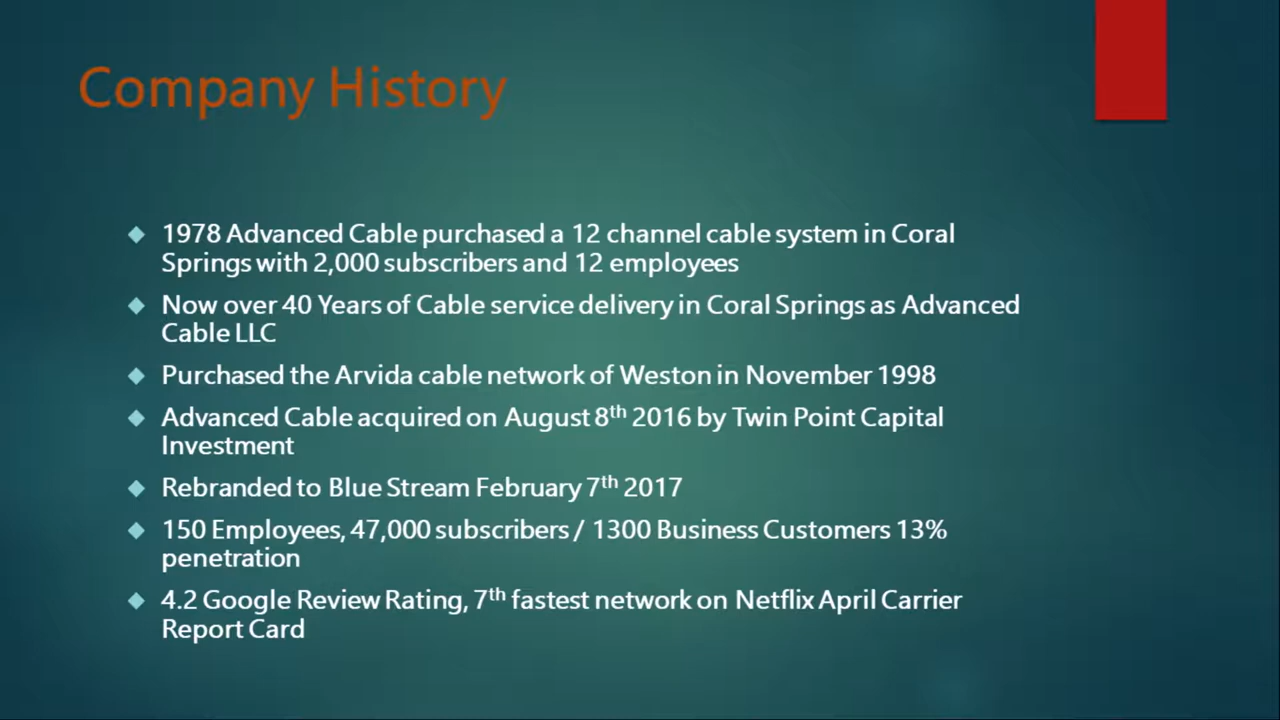 Company History
1978 Advanced Cable purchased a 12 channel cable system in Coral
Springs with 2,000 subscribers and 12 employees
Now over 40 Years of Cable service delivery in Coral Springs as Advanced
Cable LLC
Purchased the Arvida cable network of Weston in November 1998
Advanced Cable acquired on August 8th 2016 by Twin Point Capital
Investment
Rebranded to Blue Stream February 7th 2017
150 Employees, 47,000 subscribers / 1300 Business Customers 13%
penetration
4.2 Google Review Rating, 7th fastest network on Netflix April Carrier
Report Card